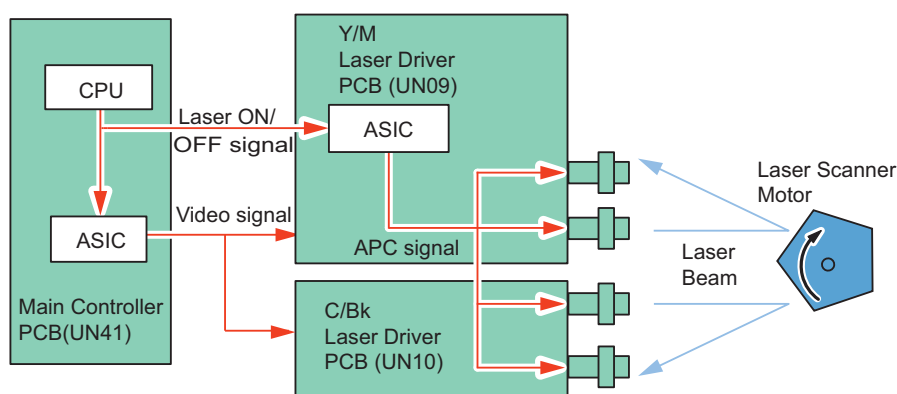 CPU
ASIC
Main Controller
PCB(UN41)
Laser ON/
OFF signal
Video signal
Y/M
Laser Driver
PCB (UN09)
ASIC
APC signal
C/Bk
Laser Driver
PCB (UN10)
Laser Scanner
Motor
Laser
Beam